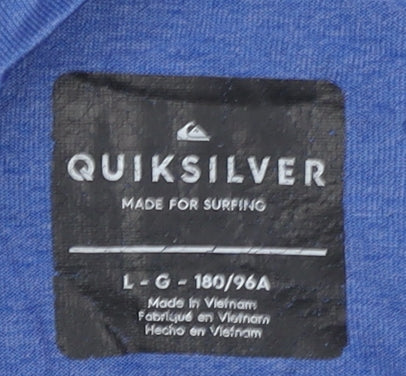 QUIKSILVER
MADE FOR SURFING
L - G - 180/96A
Made in Vietnam
Fabriqué en Vietnam
Hecho en Vietnam